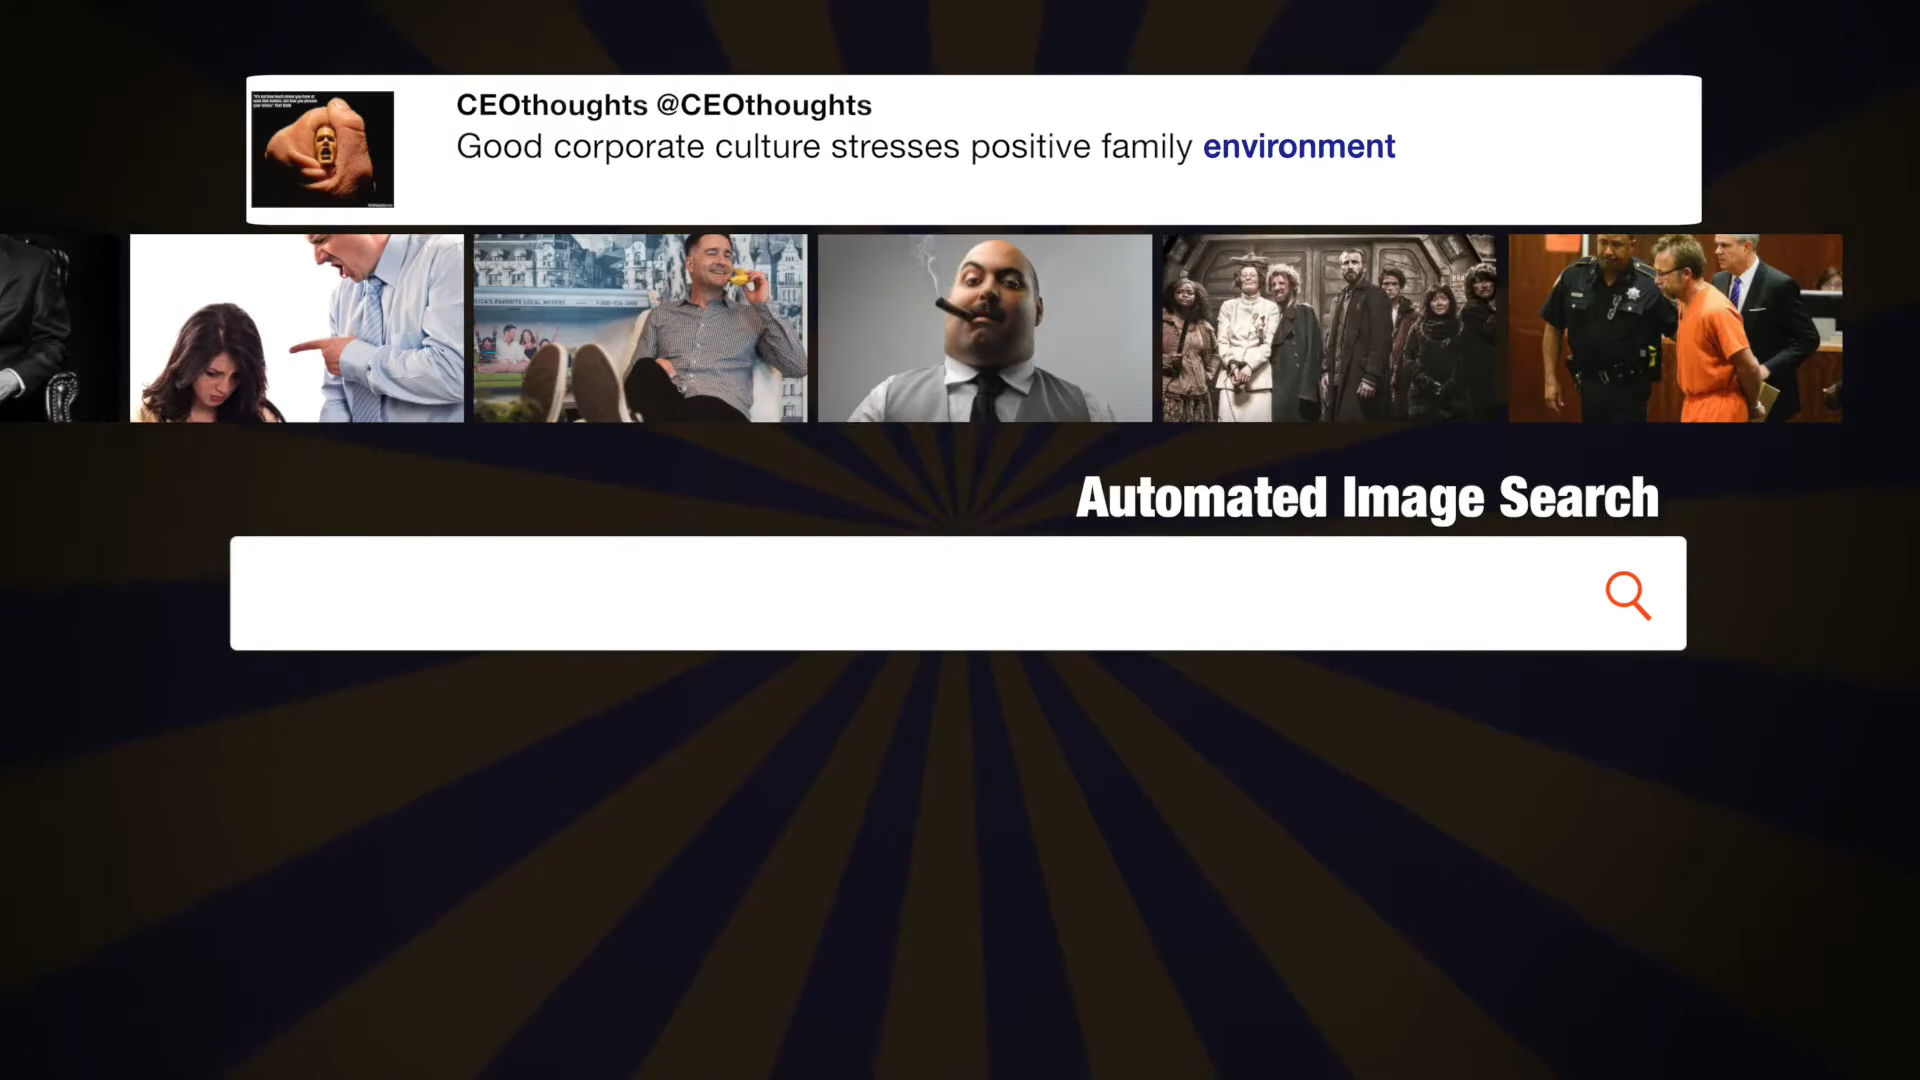 CEOthoughts @CEOthoughts
Good corporate culture stresses positive family environment
Automated Image Search